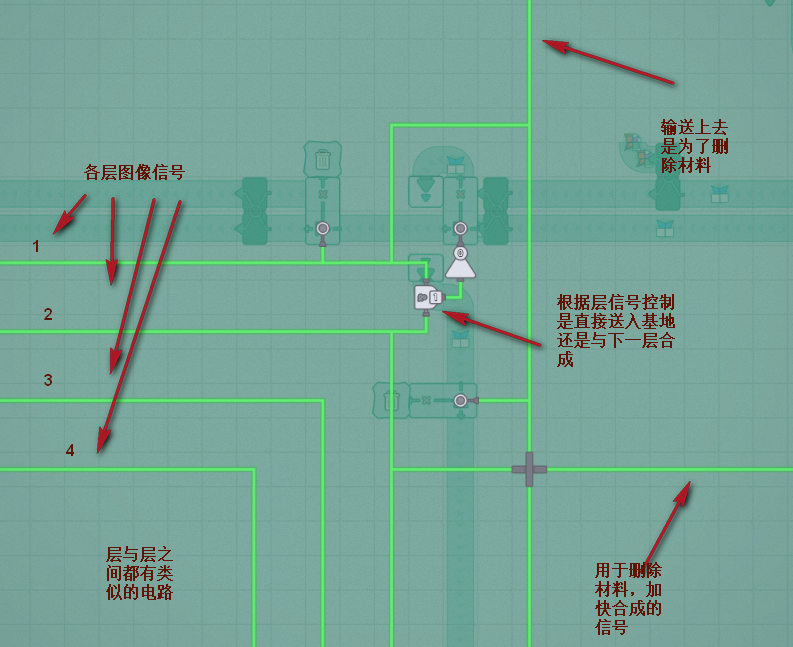 输送上去
是为了删
除材料
各层图像信号
1
2
3
4
根据层信号控制
是直接送入基地
还是与下一层合
成
层与层之
间都有类
似的电路
用于删除
材料，加
快合成的
信号
0
1